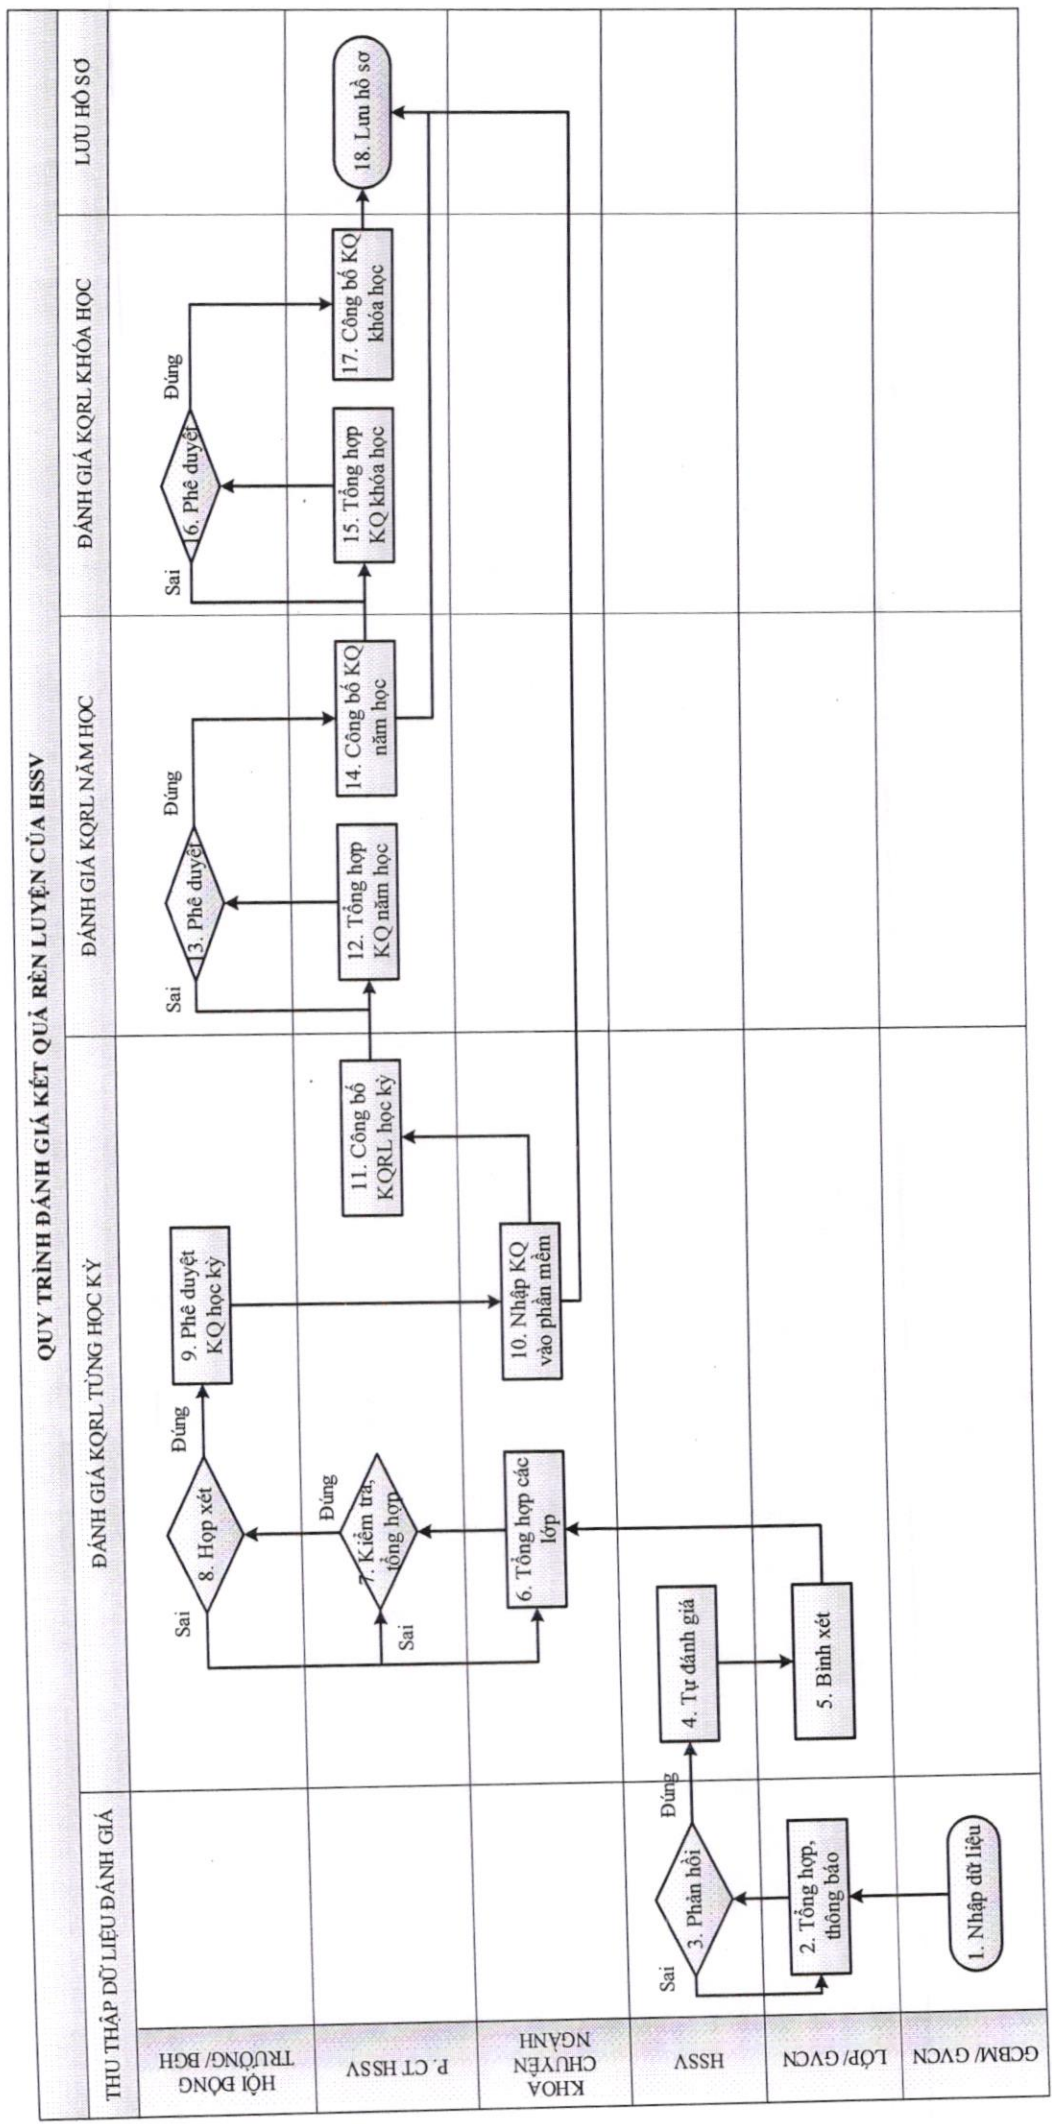 QUY TRÌNH ĐÁNH GIÁ KẾT QUẢ RÈN LUYỆN CỦA HSSV
THU THẬP DỮ LIỆU ĐÁNH GIÁ
ĐÁNH GIÁ KQRL TỪNG HỌC KỲ
ĐÁNH GIÁ KQRL NĂM HỌC
ĐÁNH GIÁ KQRL KHÓA HỌC
LƯU HỒ SƠ
HỘI ĐỒNG
TRƯỜNG/ BGH
Sai
8. Họp xét
Đúng
9. Phê duyệt
KQ học kỳ
Sai
13. Phê duyệt
Đúng
Sai
16. Phê duyệt
Đúng
P. CT HSSV
Sai
7. Kiểm tra,
tổng hợp
Đúng
11. Công bố
KQRL học kỳ
12. Tổng hợp
KQ năm học
14. Công bố KQ
năm học
15. Tổng hợp
KQ khóa học
17. Công bố KQ
khóa học
18. Lưu hồ sơ
KHOA
CHUYÊN
NGÀNH
6. Tổng hợp các
lớp
10. Nhập KQ
vào phần mềm
HSSV
Sai
3. Phản hồi
Đúng
4. Tự đánh giá
LỚP/ GVCN
2. Tổng hợp,
thông báo
5. Bình xét
GCBM/ GVCN
1. Nhập dữ liệu